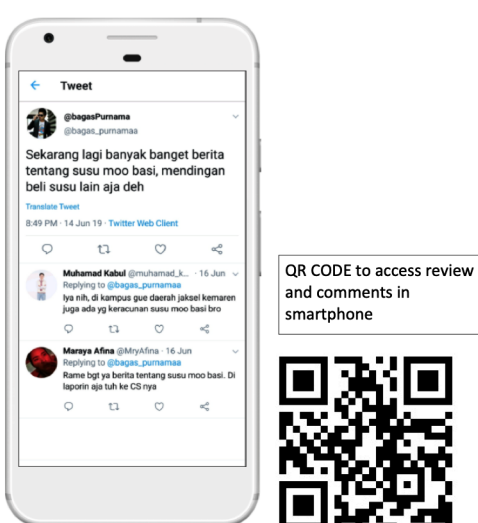 Tweet
@bagasPurnama
@bagas_purnamaa
Sekarang lagi banyak banget berita
tentang susu moo basi, mendingan
beli susu lain aja deh
Translate Tweet
8:49 PM · 14 Jun 19 · Twitter Web Client
Muhamad Kabul @muhamad_k... · 16 Jun
Replying to @bagas_purnamaa
Iya nih, di kampus gue daerah jaksel kemaren
juga ada yg keracunan susu moo basi bro
Maraya Afina @MryAfina · 16 Jun
Replying to @bagas_purnamaa
Rame bgt ya berita tentang susu moo basi. Di
laporin aja tuh ke CS nya
QR CODE to access review
and comments in
smartphone